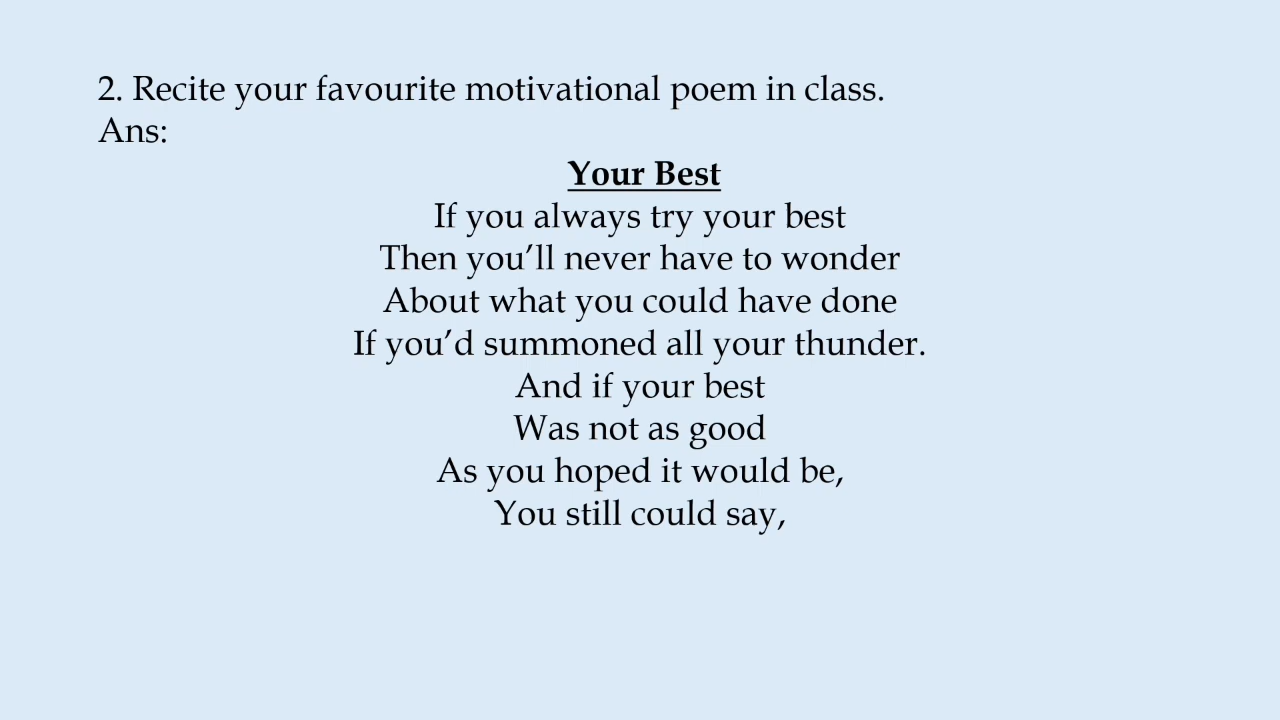 2. Recite your favourite motivational poem in class.
Ans:
Your Best
If you always try your best
Then you’ll never have to wonder
About what you could have done
If you’d summoned all your thunder.
And if your best
Was not as good
As you hoped it would be,
You still could say,